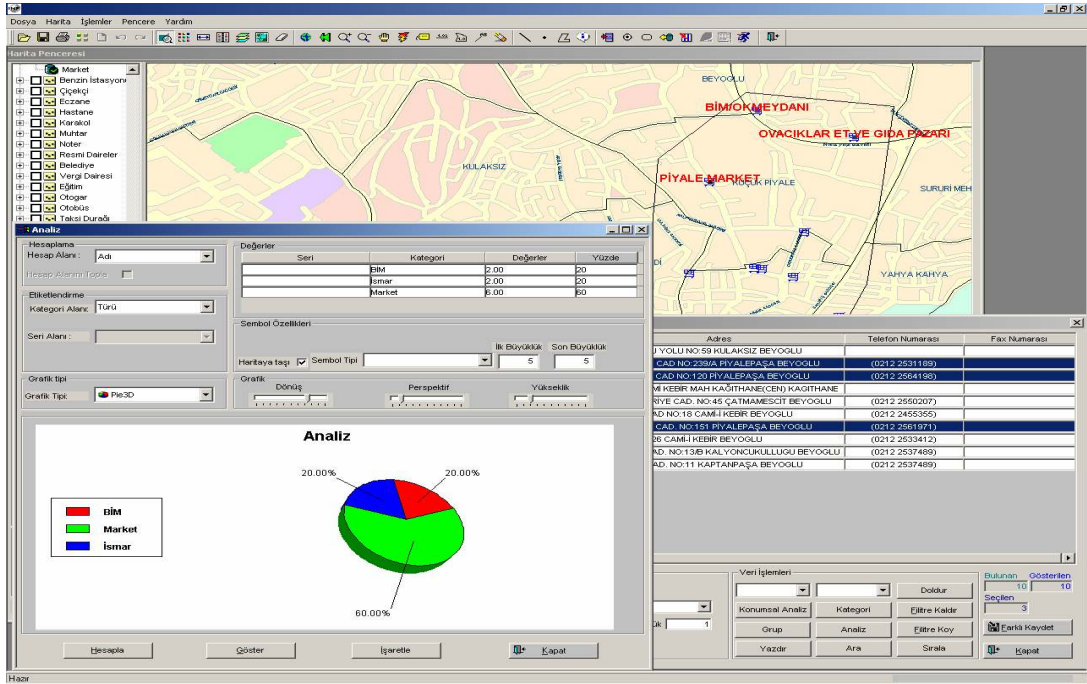 Dosya Harita İşlemler Pencere Yardım
Harita Penceresi
Market
Benzin İstasyonu
Çiçekçi
Eczane
Hastane
Karakol
Muhtar
Noter
Resmi Daireler
Belediye
Vergi Dairesi
Eğitim
Otogar
Otobüs
Taksi Durağı
BEYOGLU
BİM/OKMEYDANI
OVACIKLAR ET VE GIDA PAZARI
KULAKSIZ
PİYALE MARKET
KÜÇÜK PİYALE
SURURİ MEH
YAHYA KAHYA
Analiz
Hesaplama
Hesap Alanı : Adı
Hesap Alanını Topla
Etiketlendirme
Kategori Alanı: Türü
Seri Alanı :
Grafik tipi
Grafik Tipi: Pie3D
Değerler
Seri Kategori Değerler Yüzde
BİM 2.00 20
İsmar 2.00 20
Market 6.00 60
Sembol Özellikleri
İlk Büyüklük Son Büyüklük
Haritaya taşı Sembol Tipi 5 5
Grafik
Dönüş Perspektif Yükseklik
Analiz
20.00% 20.00%
BİM
Market
İsmar
60.00%
Hesapla Göster İşaretle Kapat
Adres Telefon Numarası Fax Numarası
J YOLU NO:59 KULAKSIZ BEYOGLU
CAD NO:239/A PİYALEPAŞA BEYOGLU (0212 2531189)
CAD NO:120 PİYALEPAŞA BEYOGLU (0212 2564198)
Mİ KEBİR MAH KAĞITHANE(CEN) KAGITHANE
RİYE CAD. NO:45 ÇATMAMESCİT BEYOGLU (0212 2550207)
AD NO:18 CAMİ-İ KEBİR BEYOGLU (0212 2455355)
CAD. NO:151 PİYALEPAŞA BEYOGLU (0212 2561971)
26 CAMİ-İ KEBİR BEYOGLU (0212 2533412)
AD. NO:13/B KALYONCUKULLUGU BEYOGLU (0212 2537489)
AD. NO:11 KAPTANPAŞA BEYOGLU (0212 2537489)
Veri İşlemleri
Doldur
Konumsal Analiz Kategori Filitre Kaldır
Grup Analiz Filitre Koy
Yazdır Ara Sırala
ük 1
Bulunan Gösterilen
10 10
Seçilen
3
Farklı Kaydet
Kapat
Hazır